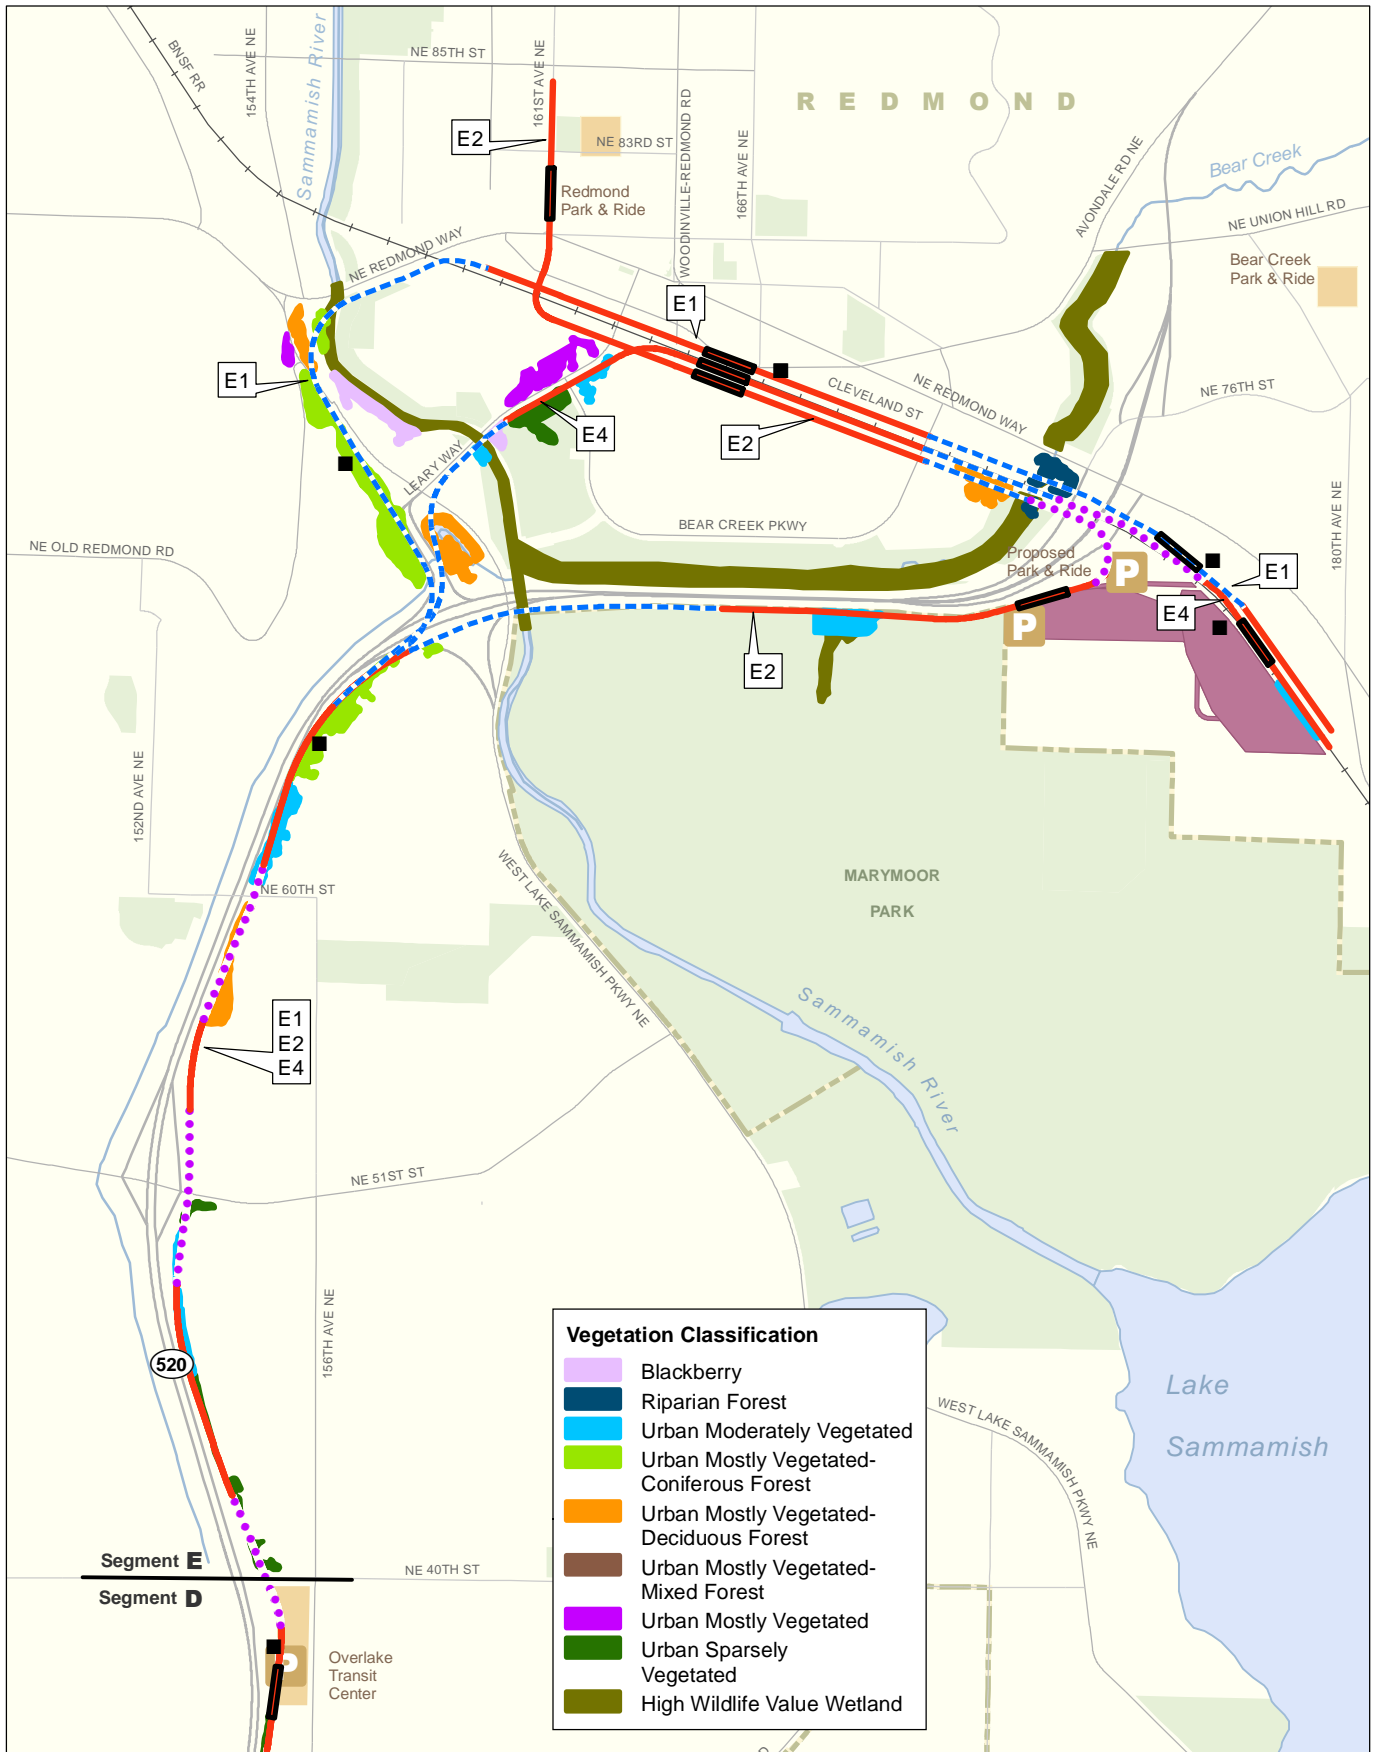 BNSF RR
154TH AVE NE
Sammamish River
NE 85TH ST
161ST AVE NE
E2
NE 83RD ST
WOODINVILLE-REDMOND RD
166TH AVE NE
REDMOND
AVONDALE RD NE
Bear Creek
NE UNION HILL RD
Redmond
Park & Ride
NE REDMOND WAY
Bear Creek
Park & Ride
E1
E1
CLEVELAND ST
NE REDMOND WAY
NE 76TH ST
E4
E2
LEARY WAY
BEAR CREEK PKWY
180TH AVE NE
NE OLD REDMOND RD
Proposed
Park & Ride
P
E1
P
E4
E2
152ND AVE NE
NE 60TH ST
WEST LAKE SAMMAMISH PKWY NE
MARYMOOR
PARK
Sammamish River
E1
E2
E4
NE 51ST ST
156TH AVE NE
520
Lake
Sammamish
WEST LAKE SAMMAMISH PKWY NE
Vegetation Classification
Blackberry
Riparian Forest
Urban Moderately Vegetated
Urban Mostly Vegetated-
Coniferous Forest
Urban Mostly Vegetated-
Deciduous Forest
Urban Mostly Vegetated-
Mixed Forest
Urban Mostly Vegetated
Urban Sparsely
Vegetated
High Wildlife Value Wetland
Segment E
Segment D
NE 40TH ST
P
Overlake
Transit
Center